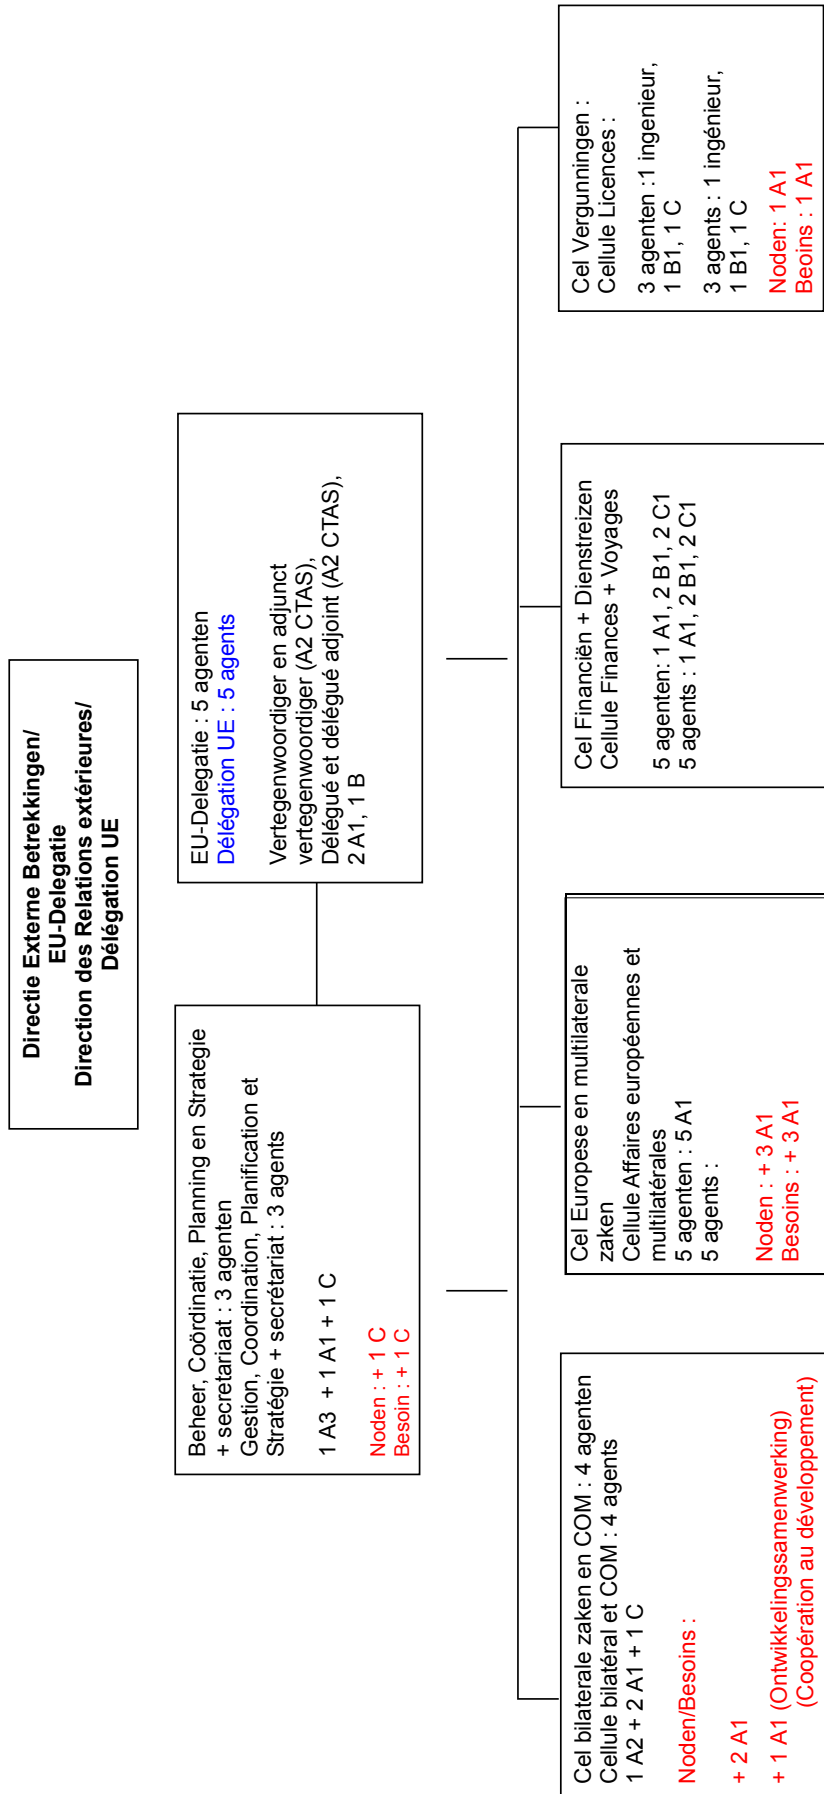 Directie Externe Betrekkingen/
EU-Delegatie
Direction des Relations extérieures/
Délégation UE
Beheer, Coördinatie, Planning en Strategie
+ secretariaat : 3 agenten
Gestion, Coordination, Planification et
Stratégie + secrétariat : 3 agents
1 A3 + 1 A1 + 1 C
Noden : + 1 C
Besoin : + 1 C
EU-Delegatie : 5 agenten
Délégation UE : 5 agents
Vertegenwoordiger en adjunct
vertegenwoordiger (A2 CTAS),
Délégué et délégué adjoint (A2 CTAS),
2 A1, 1 B
Cel bilaterale zaken en COM : 4 agenten
Cellule bilatéral et COM : 4 agents
1 A2 + 2 A1 + 1 C
Noden/Besoins :
+ 2 A1
+ 1 A1 (Ontwikkelingssamenwerking)
(Coopération au développement)
Cel Europese en multilaterale
zaken
Cellule Affaires européennes et
multilatérales
5 agenten : 5 A1
5 agents :
Noden : + 3 A1
Besoins : + 3 A1
Cel Financiën + Dienstreizen
Cellule Finances + Voyages
5 agenten: 1 A1, 2 B1, 2 C1
5 agents : 1 A1, 2 B1, 2 C1
Cel Vergunningen :
Cellule Licences :
3 agenten :1 ingenieur,
1 B1, 1 C
3 agents : 1 ingénieur,
1 B1, 1 C
Noden: 1 A1
Beoins : 1 A1